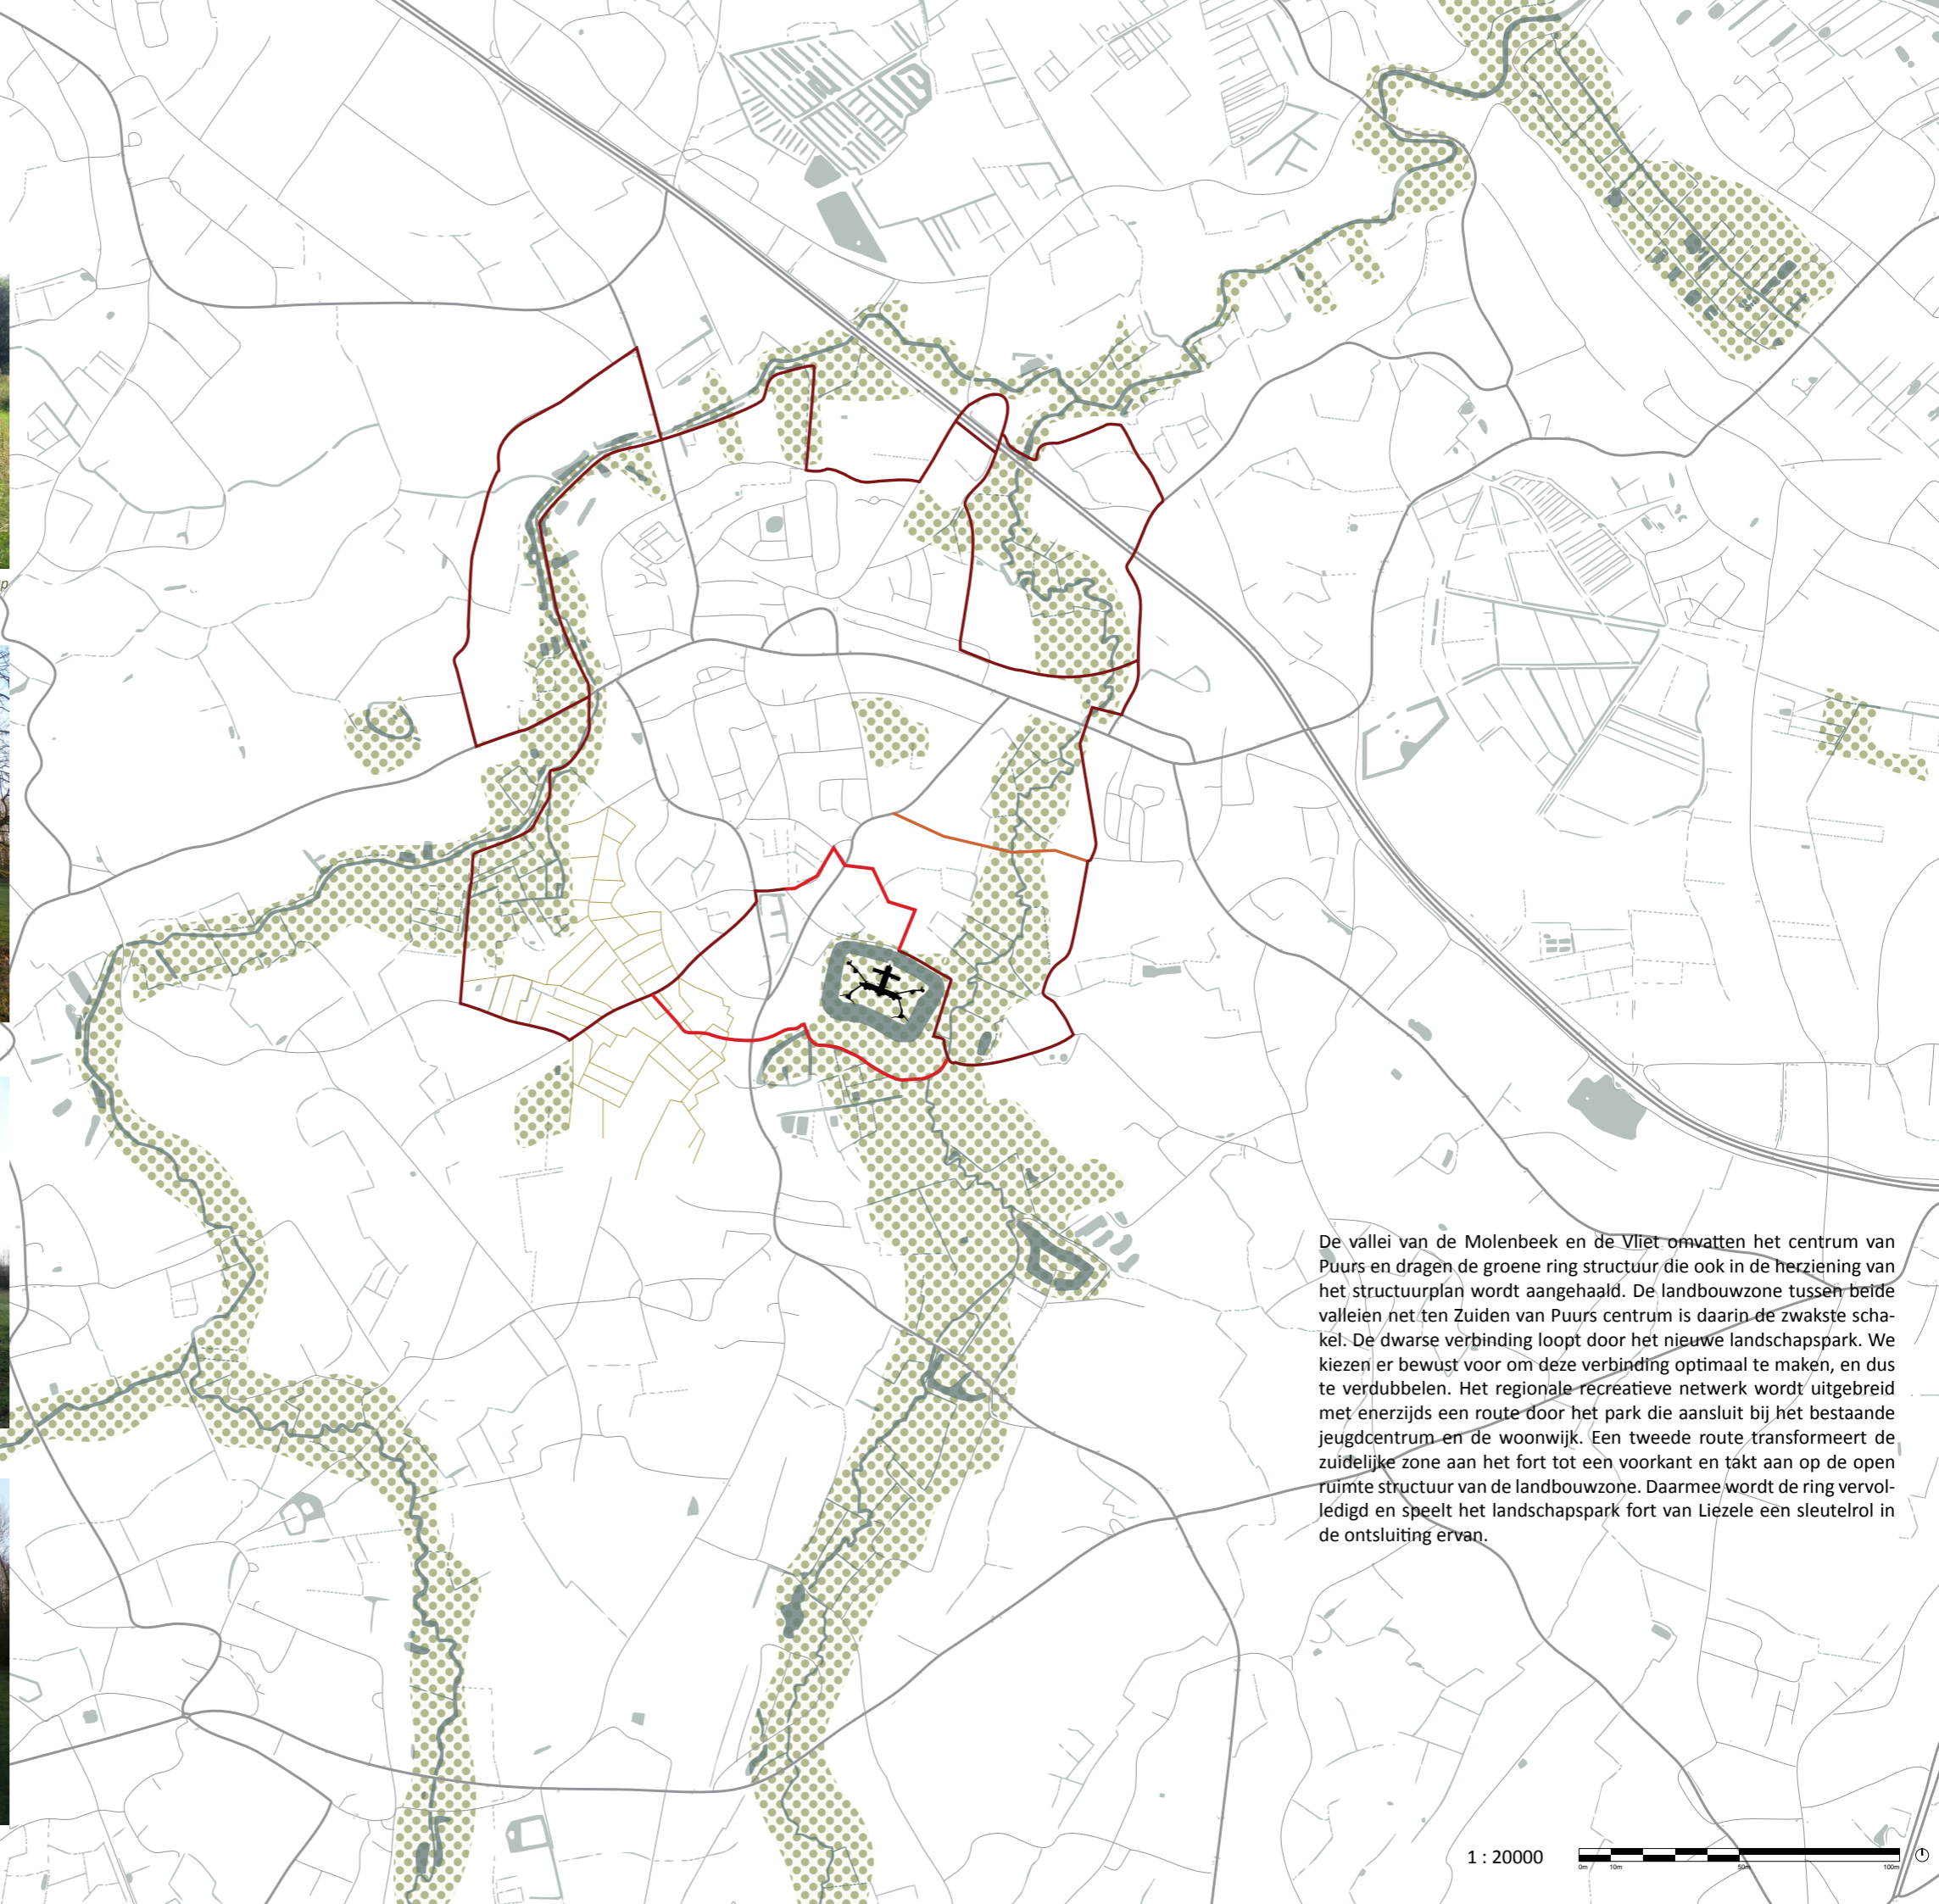 p
De vallei van de Molenbeek en de Vliet omvatten het centrum van
Puurs en dragen de groene ring structuur die ook in de herziening van
het structuurplan wordt aangehaald. De landbouwzone tussen beide
valleien net ten Zuiden van Puurs centrum is daarin de zwakste scha-
kel. De dwarse verbinding loopt door het nieuwe landschapspark. We
kiezen er bewust voor om deze verbinding optimaal te maken, en dus
te verdubbelen. Het regionale recreatieve netwerk wordt uitgebreid
met enerzijds een route door het park die aansluit bij het bestaande
jeugdcentrum en de woonwijk. Een tweede route transformeert de
zuidelijke zone aan het fort tot een voorkant en takt aan op de open
ruimte structuur van de landbouwzone. Daarmee wordt de ring vervol-
ledigd en speelt het landschapspark fort van Liezele een sleutelrol in
de ontsluiting ervan.
1 : 20000
0m 10m 50m 100m